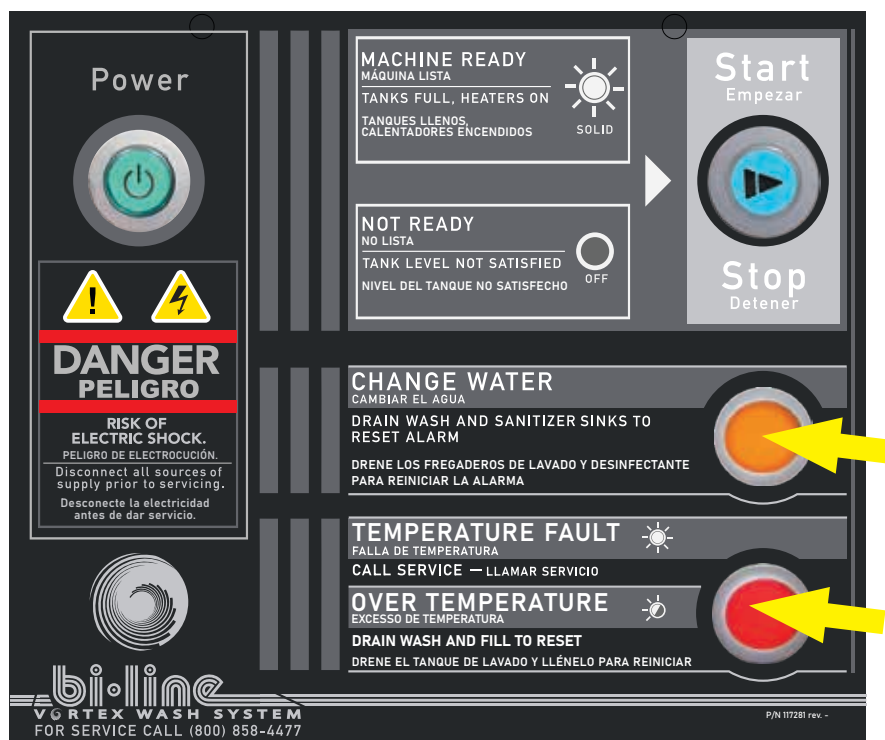 Power
DANGER
PELIGRO
RISK OF
ELECTRIC SHOCK.
PELIGRO DE ELECTROCUCIÓN.
Disconnect all sources of
supply prior to servicing.
Desconecte la electricidad
antes de dar servicio.
MACHINE READY
MÁQUINA LISTA
TANKS FULL, HEATERS ON
TANQUES LLENOS,
CALENTADORES ENCENDIDOS
SOLID
NOT READY
NO LISTA
TANK LEVEL NOT SATISFIED
NIVEL DEL TANQUE NO SATISFECHO
OFF
Start
Empezar
Stop
Detener
CHANGE WATER
CAMBIAR EL AGUA
DRAIN WASH AND SANITIZER SINKS TO
RESET ALARM
DRENE LOS FREGADEROS DE LAVADO Y DESINFECTANTE
PARA REINICIAR LA ALARMA
TEMPERATURE FAULT
FALLA DE TEMPERATURA
CALL SERVICE — LLAMAR SERVICIO
OVER TEMPERATURE
EXCESSO DE TEMPERATURA
DRAIN WASH AND FILL TO RESET
DRENE EL TANQUE DE LAVADO Y LLÉNELO PARA REINICIAR
bi•line
VORTEX WASH SYSTEM
FOR SERVICE CALL (800) 858-4477
P/N 117281 rev. -